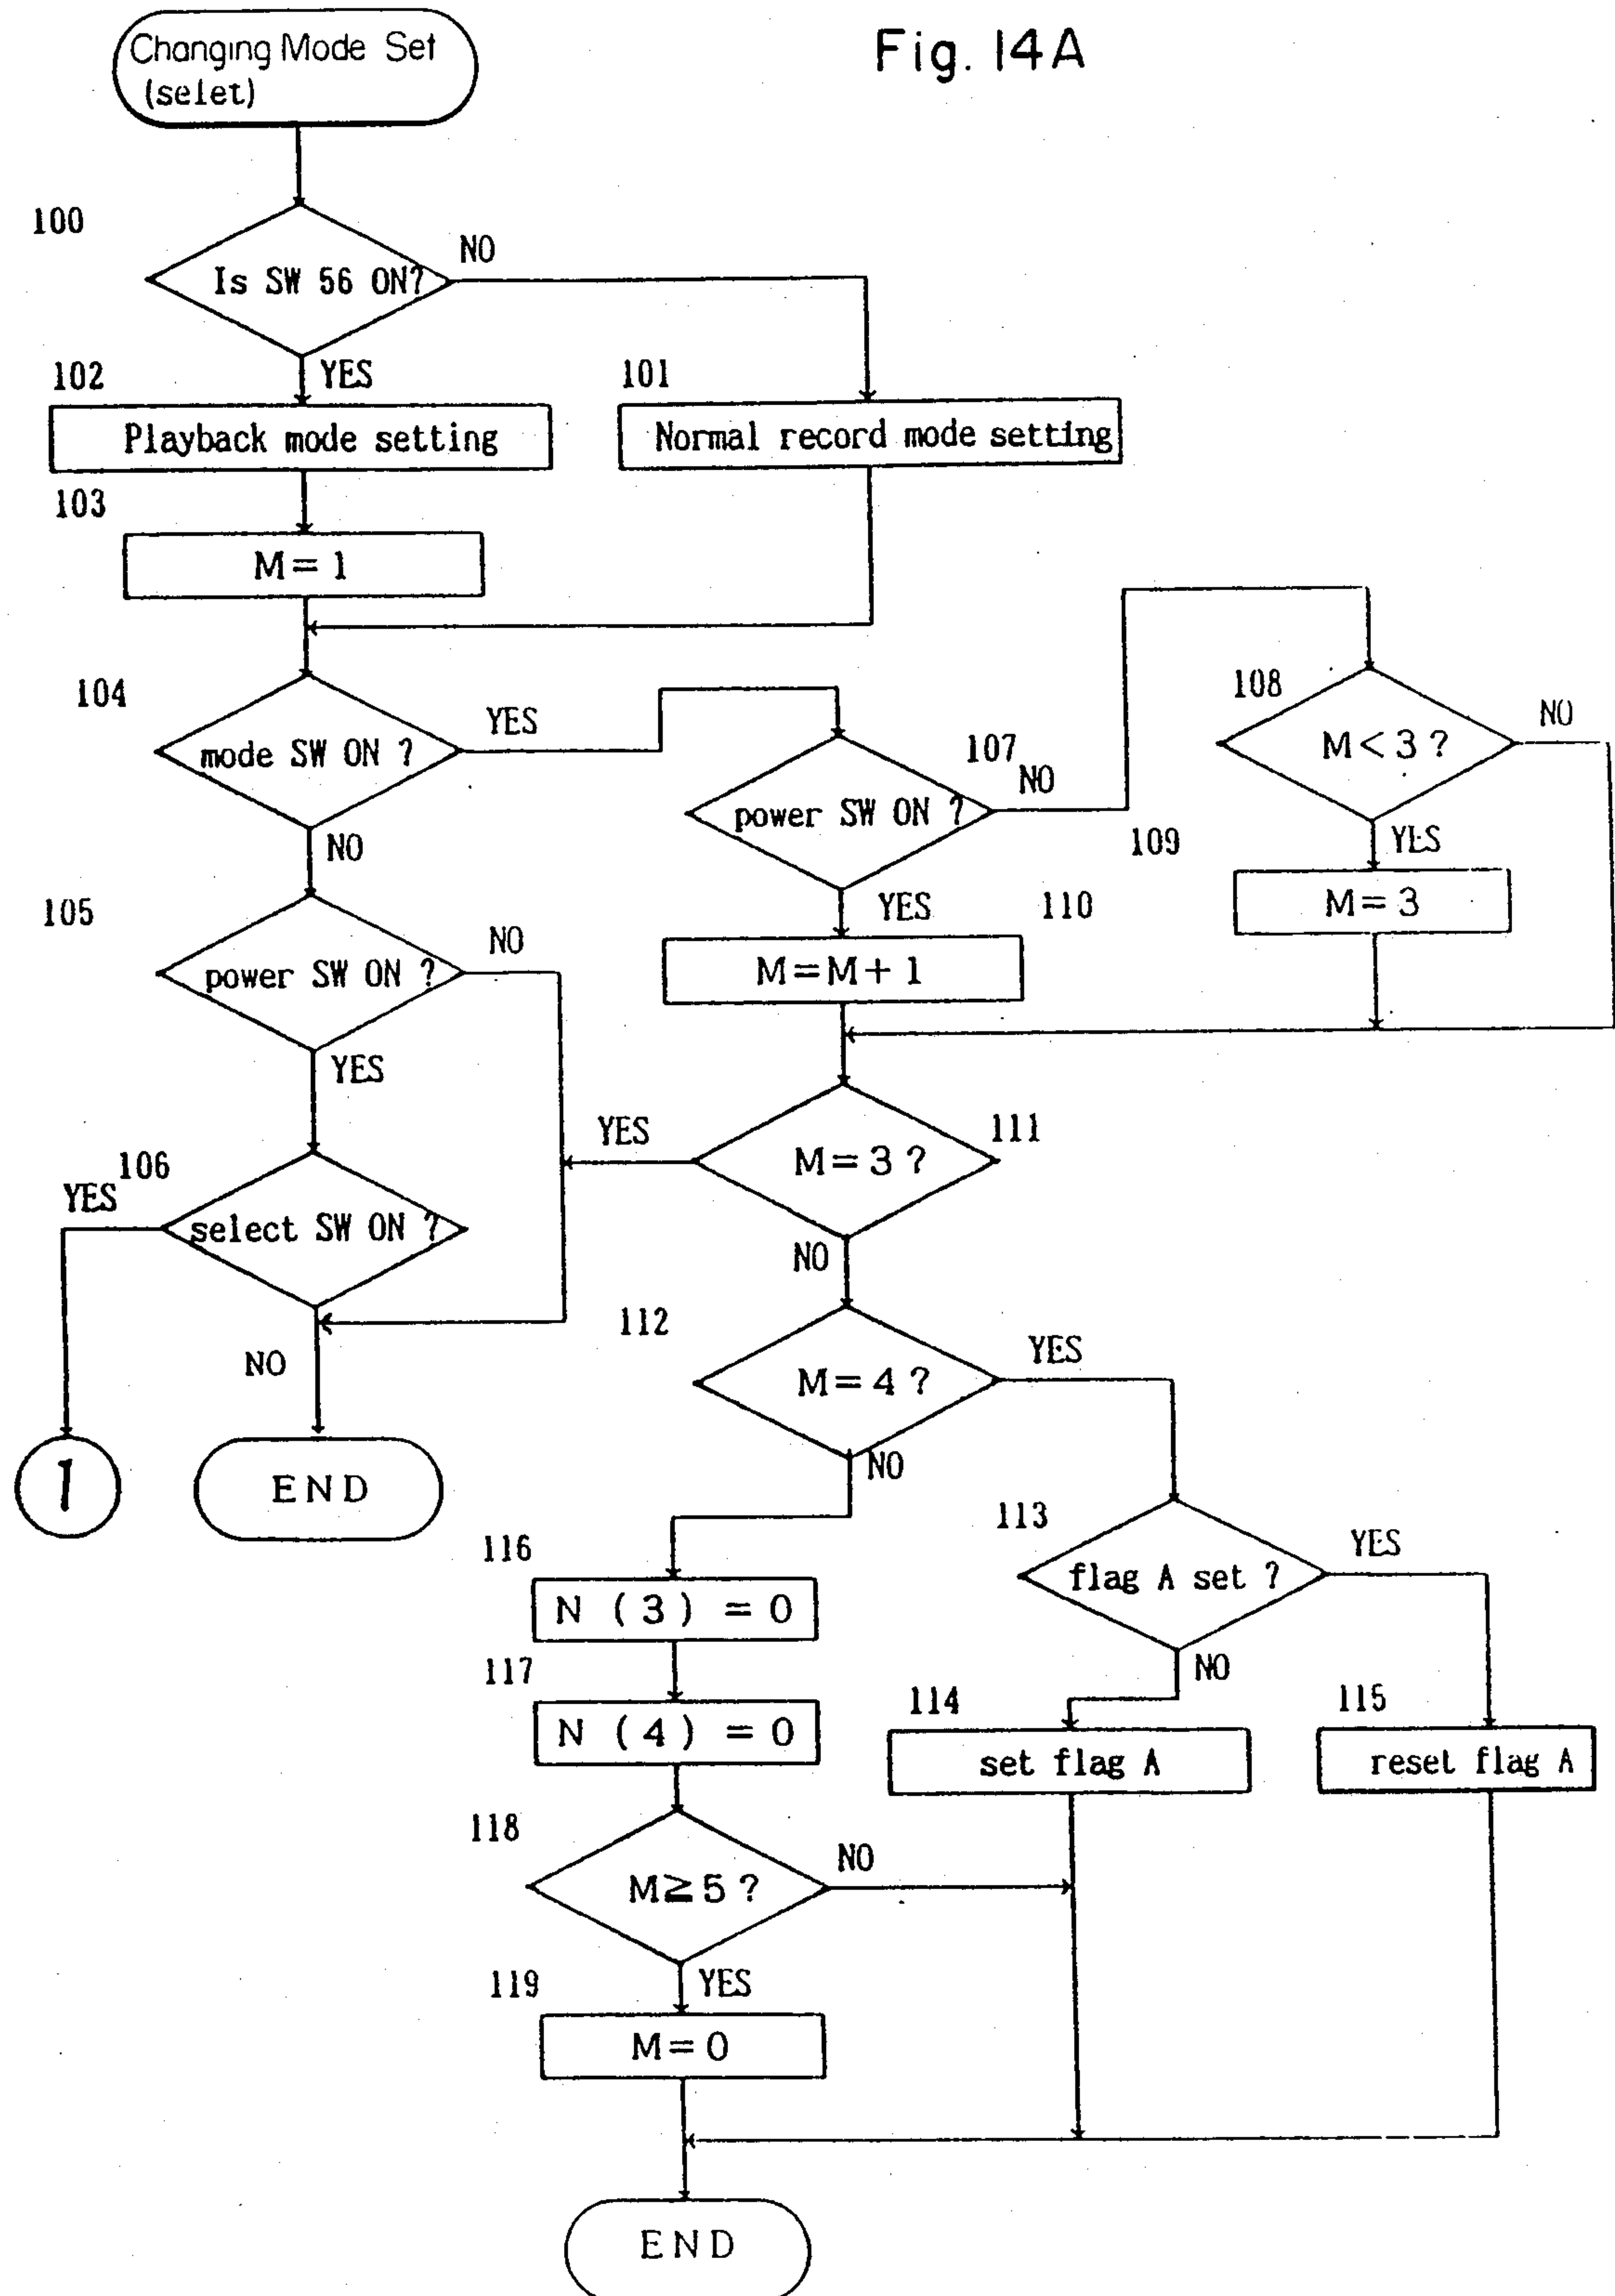 Fig. 14A
Changing Mode Set
(selet)
100
Is SW 56 ON?
NO
YES
102
Playback mode setting
101
Normal record mode setting
103
M=1
104
mode SW ON ?
YES
NO
107
power SW ON ?
NO
YES
108
M<3?
NO
YES
109
M=3
110
M=M+1
105
power SW ON ?
NO
YES
106
select SW ON ?
YES
NO
1
END
111
M=3?
YES
NO
112
M=4?
YES
NO
113
flag A set ?
YES
NO
114
set flag A
115
reset flag A
116
N (3) = 0
117
N (4) = 0
118
M≧5?
NO
YES
119
M=0
END